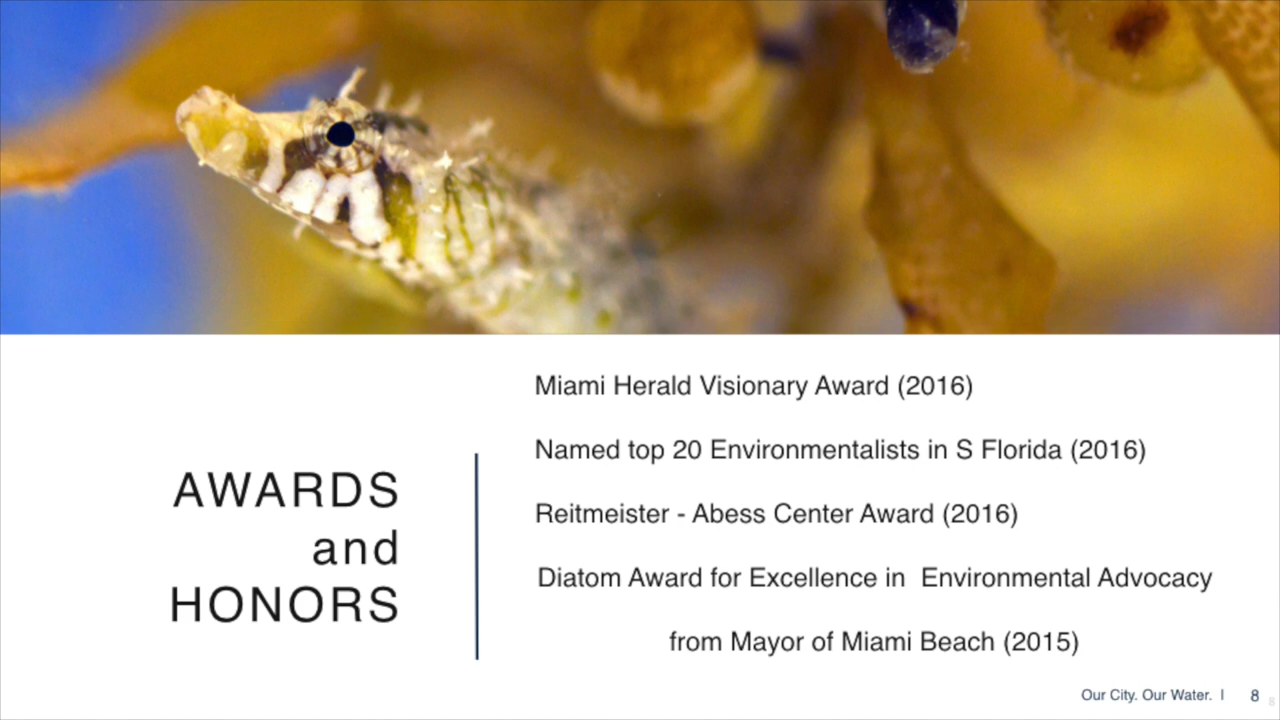 AWARDS
and
HONORS
Miami Herald Visionary Award (2016)
Named top 20 Environmentalists in S Florida (2016)
Reitmeister - Abess Center Award (2016)
Diatom Award for Excellence in  Environmental Advocacy
from Mayor of Miami Beach (2015)
Our City. Our Water. I 8